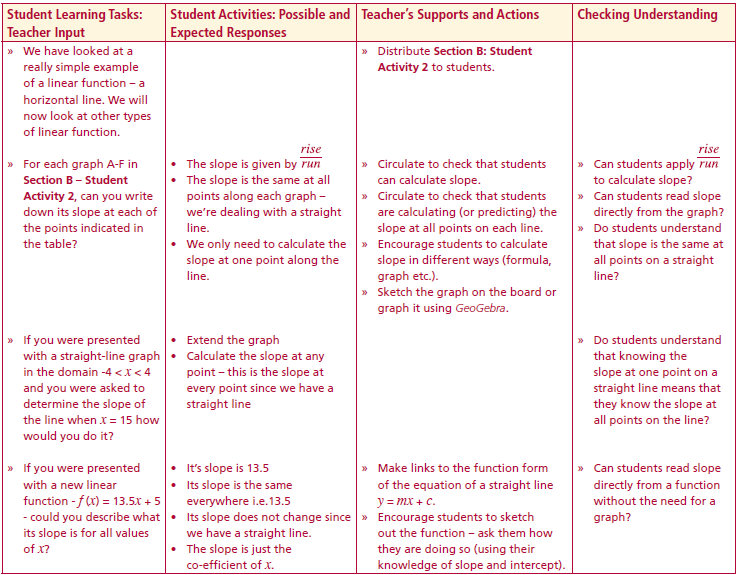 Student Learning Tasks:
Teacher Input
Student Activities: Possible and
Expected Responses
Teacher's Supports and Actions
Checking Understanding
» We have looked at a
really simple example
of a linear function – a
horizontal line. We will
now look at other types
of linear function.
» Distribute Section B: Student
Activity 2 to students.
» For each graph A-F in
Section B – Student
Activity 2, can you write
down its slope at each of
the points indicated in
the table?
• The slope is given by rise/run
• The slope is the same at all
points along each graph –
we're dealing with a straight
line.
• We only need to calculate the
slope at one point along the
line.
» Circulate to check that students
can calculate slope.
» Circulate to check that students
are calculating (or predicting) the
slope at all points on each line.
» Encourage students to calculate
slope in different ways (formula,
graph etc.).
» Sketch the graph on the board or
graph it using GeoGebra.
» Can students apply rise/run
to calculate slope?
» Can students read slope
directly from the graph?
» Do students understand
that slope is the same at
all points on a straight
line?
» If you were presented
with a straight-line graph
in the domain -4 < x < 4
and you were asked to
determine the slope of
the line when x = 15 how
would you do it?
• Extend the graph
• Calculate the slope at any
point – this is the slope at
every point since we have a
straight line
» Do students understand
that knowing the
slope at one point on a
straight line means that
they know the slope at
all points on the line?
» If you were presented
with a new linear
function - f (x) = 13.5x + 5
- could you describe what
its slope is for all values
of x?
• It's slope is 13.5
• Its slope is the same
everywhere i.e.13.5
• Its slope does not change since
we have a straight line.
• The slope is just the
co-efficient of x.
» Make links to the function form
of the equation of a straight line
y = mx + c.
» Encourage students to sketch
out the function – ask them how
they are doing so (using their
knowledge of slope and intercept).
» Can students read slope
directly from a function
without the need for a
graph?